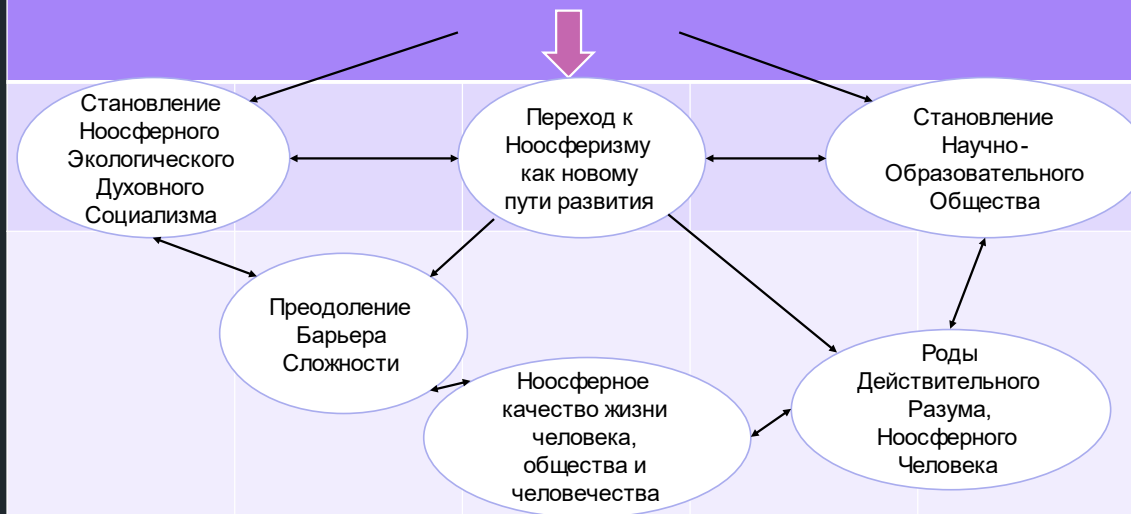 Становление
Ноосферного
Экологического
Духовного
Социализма
Переход к
Ноосферизму
как новому
пути развития
Становление
Научно-
Образовательного
Общества
Преодоление
Барьера
Сложности
Ноосферное
качество жизни
человека,
общества и
человечества
Роды
Действительного
Разума,
Ноосферного
Человека